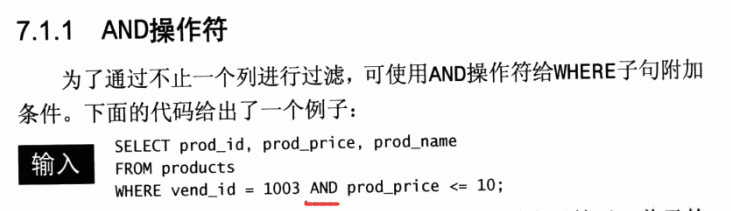 7.1.1 AND操作符
为了通过不止一个列进行过滤，可使用AND操作符给WHERE子句附加
条件。下面的代码给出了一个例子：
输入
SELECT prod_id, prod_price, prod_name
FROM products
WHERE vend_id = 1003 AND prod_price <= 10;